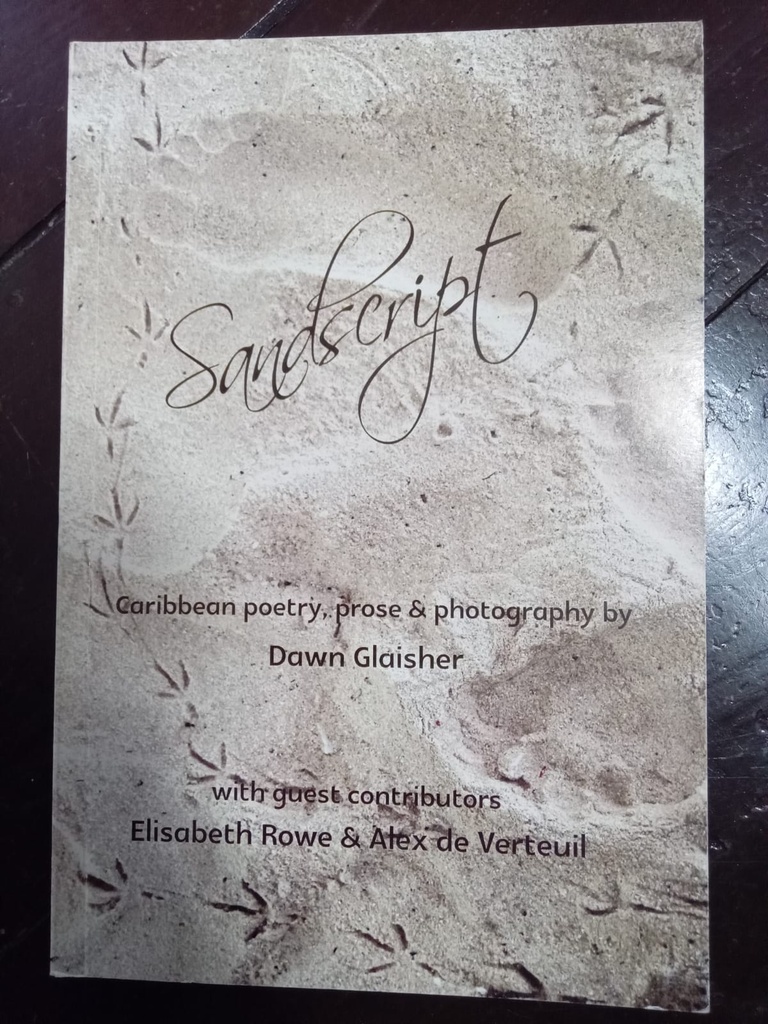 Sandscript
Caribbean poetry, prose & photography by
Dawn Glaisher
with guest contributors
Elisabeth Rowe & Alex de Verteuil